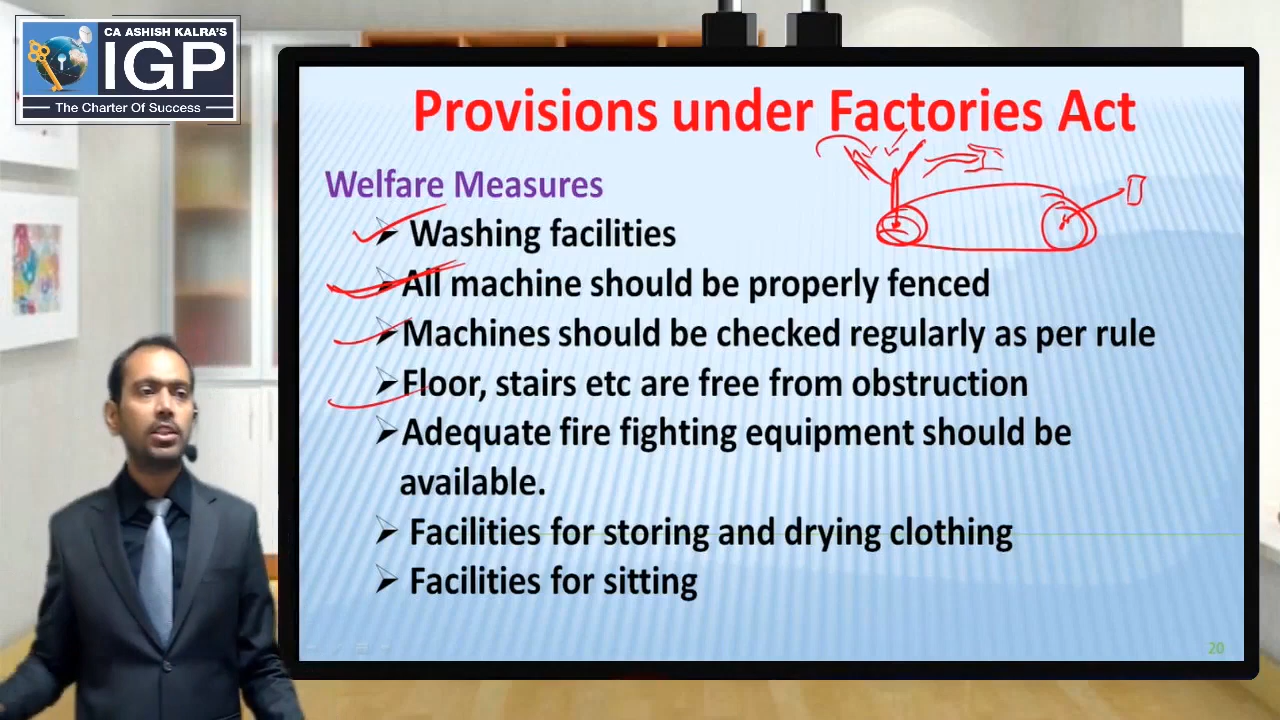 CA ASHISH KALRA'S
IGP
The Charter Of Success
Provisions under Factories Act
Welfare Measures
Washing facilities
All machine should be properly fenced
Machines should be checked regularly as per rule
Floor, stairs etc are free from obstruction
Adequate fire fighting equipment should be
available.
Facilities for storing and drying clothing
Facilities for sitting
20